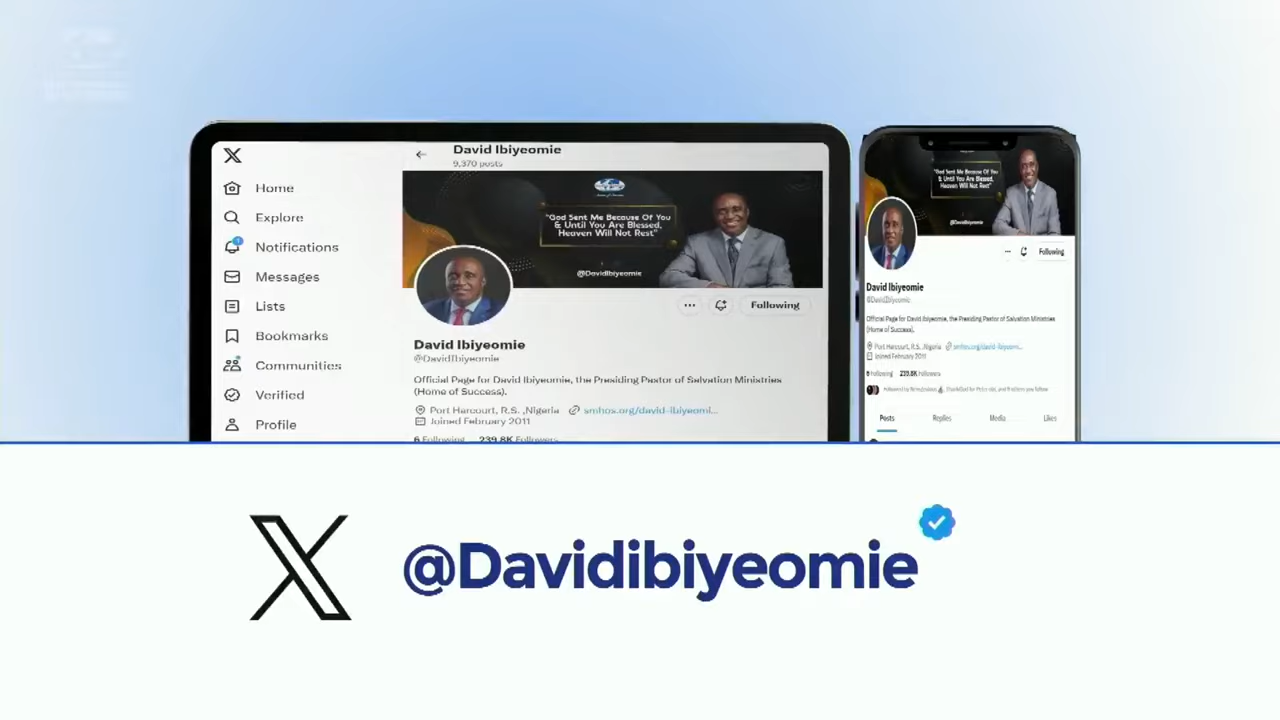 David Ibiyeomie
9,370 posts
Home
Explore
Notifications
Messages
Lists
Bookmarks
Communities
Verified
Profile
"God Sent Me Because Of You
& Until You Are Blessed,
Heaven Will Not Rest"
@DavidIbiyeomie
Following
David Ibiyeomie
@DavidIbiyeomie
Official Page for David Ibiyeomie, the Presiding Pastor of Salvation Ministries
(Home of Success).
Port Harcourt, R.S. ,Nigeria smhos.org/david-ibiyeomi...
Joined February 2011
6 Following 239.8K Followers
"God Sent Me Because Of You
& Until You Are Blessed,
Heaven Will Not Rest"
@DavidIbiyeomie
Following
David Ibiyeomie
@DavidIbiyeomie
Official Page for David Ibiyeomie, the Presiding Pastor of Salvation Ministries
(Home of Success).
Port Harcourt, R.S. ,Nigeria smhos.org/david-ibiyeom...
Joined February 2011
6 Following 239.8K Followers
Posts Replies Media Likes
X @Davidibiyeomie